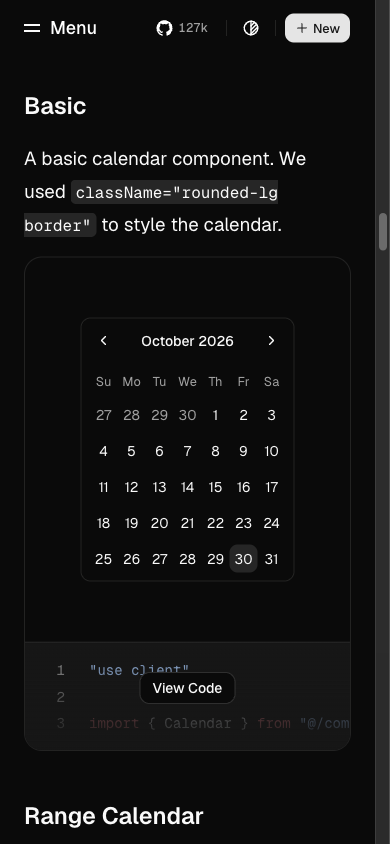 Menu 127k + New
Basic
A basic calendar component. We
used className="rounded-lg
border" to style the calendar.
October 2026
Su Mo Tu We Th Fr Sa
27 28 29 30 1 2 3
4 5 6 7 8 9 10
11 12 13 14 15 16 17
18 19 20 21 22 23 24
25 26 27 28 29 30 31
1 "use client"
2
View Code
3 import { Calendar } from "@/com
Range Calendar